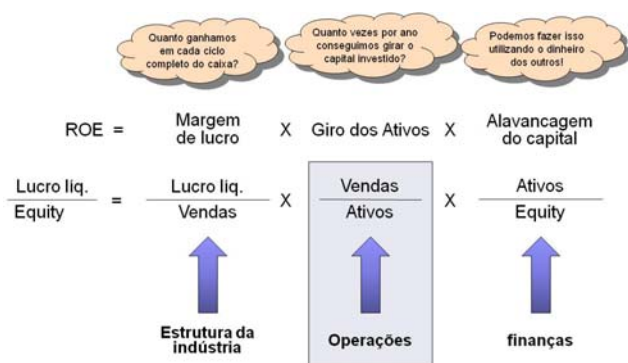 Quanto ganhamos
em cada ciclo
completo do caixa?
Quanto vezes por ano
conseguimos girar o
capital investido?
Podemos fazer isso
utilizando o dinheiro
dos outros!
ROE = Margem de lucro X Giro dos Ativos X Alavancagem do capital
Lucro liq. = Lucro liq. X Vendas X Ativos
Equity Vendas Ativos Equity
Estrutura da
indústria
Operações
finanças